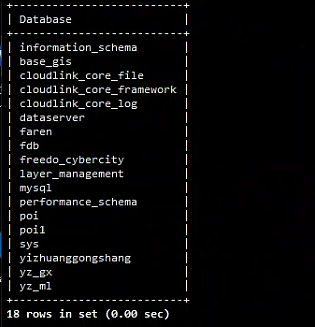 +---------------------------+
| Database                  |
+---------------------------+
| information_schema        |
| base_gis                  |
| cloudlink_core_file       |
| cloudlink_core_framework  |
| cloudlink_core_log        |
| dataserver                |
| faren                     |
| fdb                       |
| freedo_cybercity          |
| layer_management          |
| mysql                     |
| performance_schema        |
| poi                       |
| poi1                      |
| sys                       |
| yizhuanggongshang         |
| yz_gx                     |
| yz_ml                     |
+---------------------------+
18 rows in set (0.00 sec)